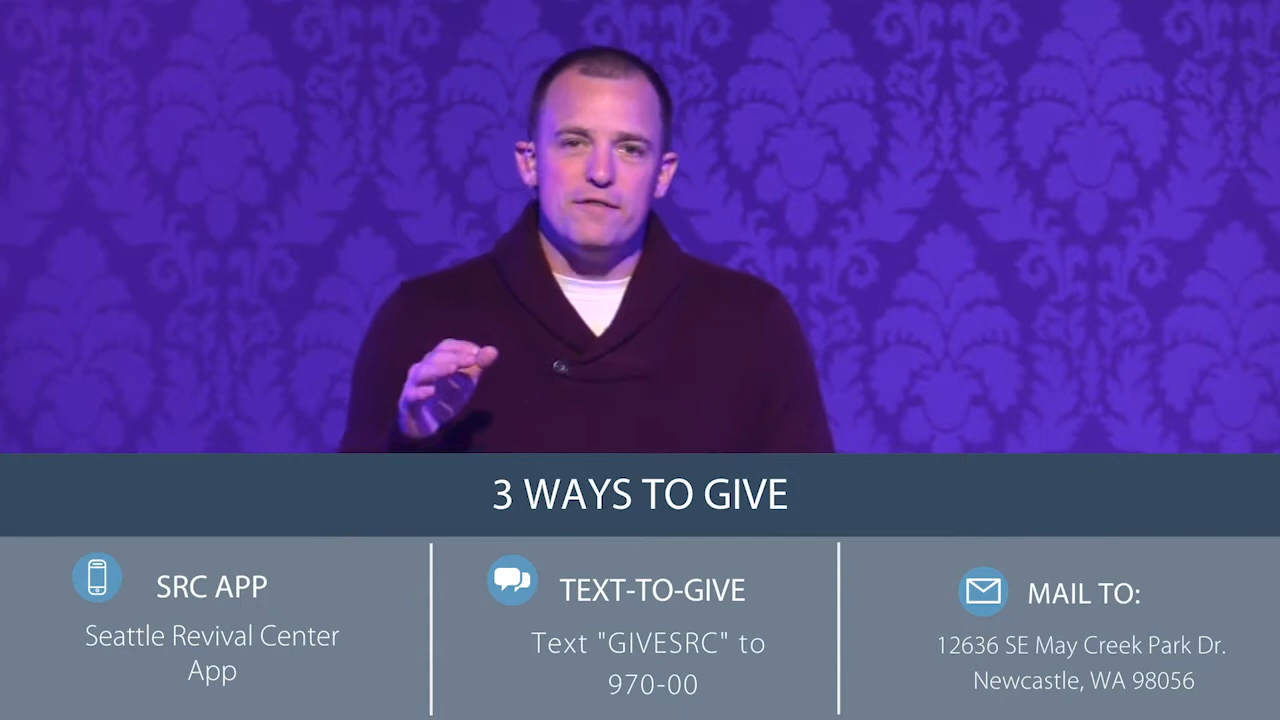 3 WAYS TO GIVE
SRC APP
Seattle Revival Center
App
TEXT-TO-GIVE
Text "GIVESRC" to
970-00
MAIL TO:
12636 SE May Creek Park Dr.
Newcastle, WA 98056